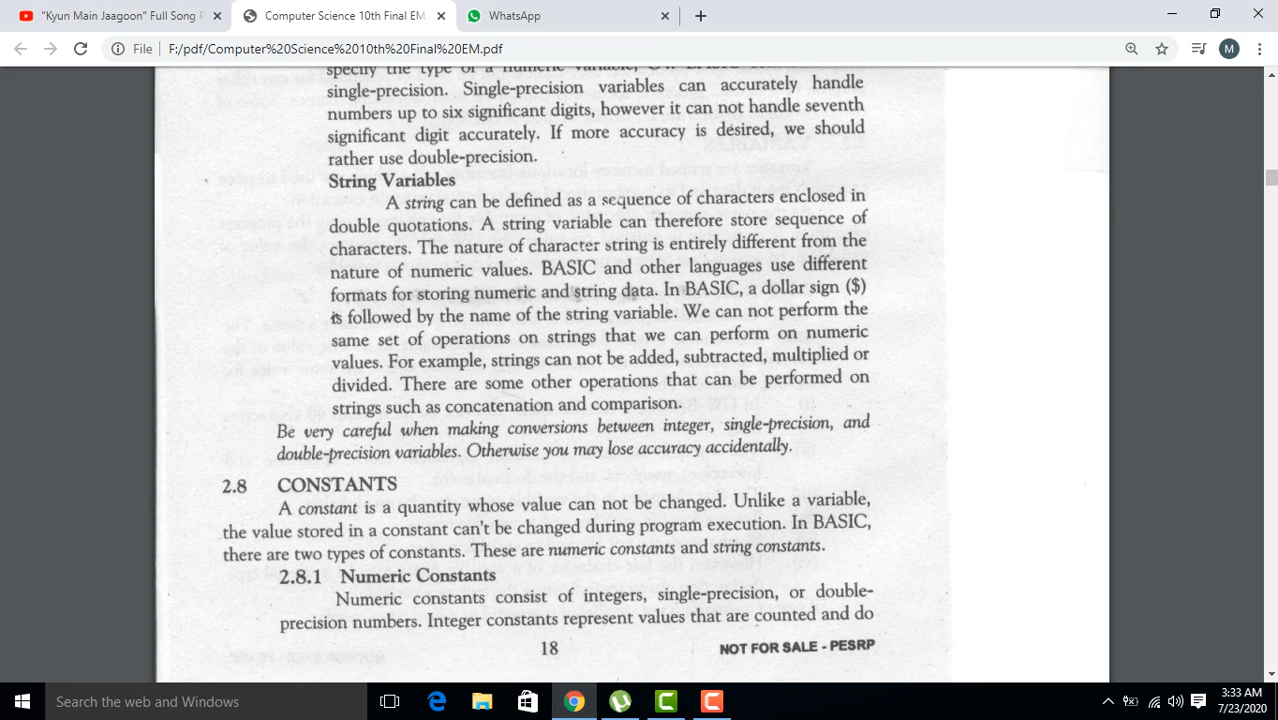 "Kyun Main Jaagoon" Full Song F
Computer Science 10th Final EM.
WhatsApp
File
F:/pdf/Computer%20Science%2010th%20Final%20EM.pdf
M
specify the type of a numeric variable,
single-precision. Single-precision variables can accurately handle
numbers up to six significant digits, however it can not handle seventh
significant digit accurately. If more accuracy is desired, we should
rather use double-precision.
String Variables
A string can be defined as a sequence of characters enclosed in
double quotations. A string variable can therefore store sequence of
characters. The nature of character string is entirely different from the
nature of numeric values. BASIC and other languages use different
formats for storing numeric and string data. In BASIC, a dollar sign ($)
is followed by the name of the string variable. We can not perform the
same set of operations on strings that we can perform on numeric
values. For example, strings can not be added, subtracted, multiplied or
divided. There are some other operations that can be performed on
strings such as concatenation and comparison.
Be very careful when making conversions between integer, single-precision, and
double-precision variables. Otherwise you may lose accuracy accidentally.
2.8 CONSTANTS
A constant is a quantity whose value can not be changed. Unlike a variable,
the value stored in a constant can't be changed during program execution. In BASIC,
there are two types of constants. These are numeric constants and string constants.
2.8.1 Numeric Constants
Numeric constants consist of integers, single-precision, or double-
precision numbers. Integer constants represent values that are counted and do
18 NOT FOR SALE - PESRP
Search the web and Windows
3:33 AM
7/23/2020